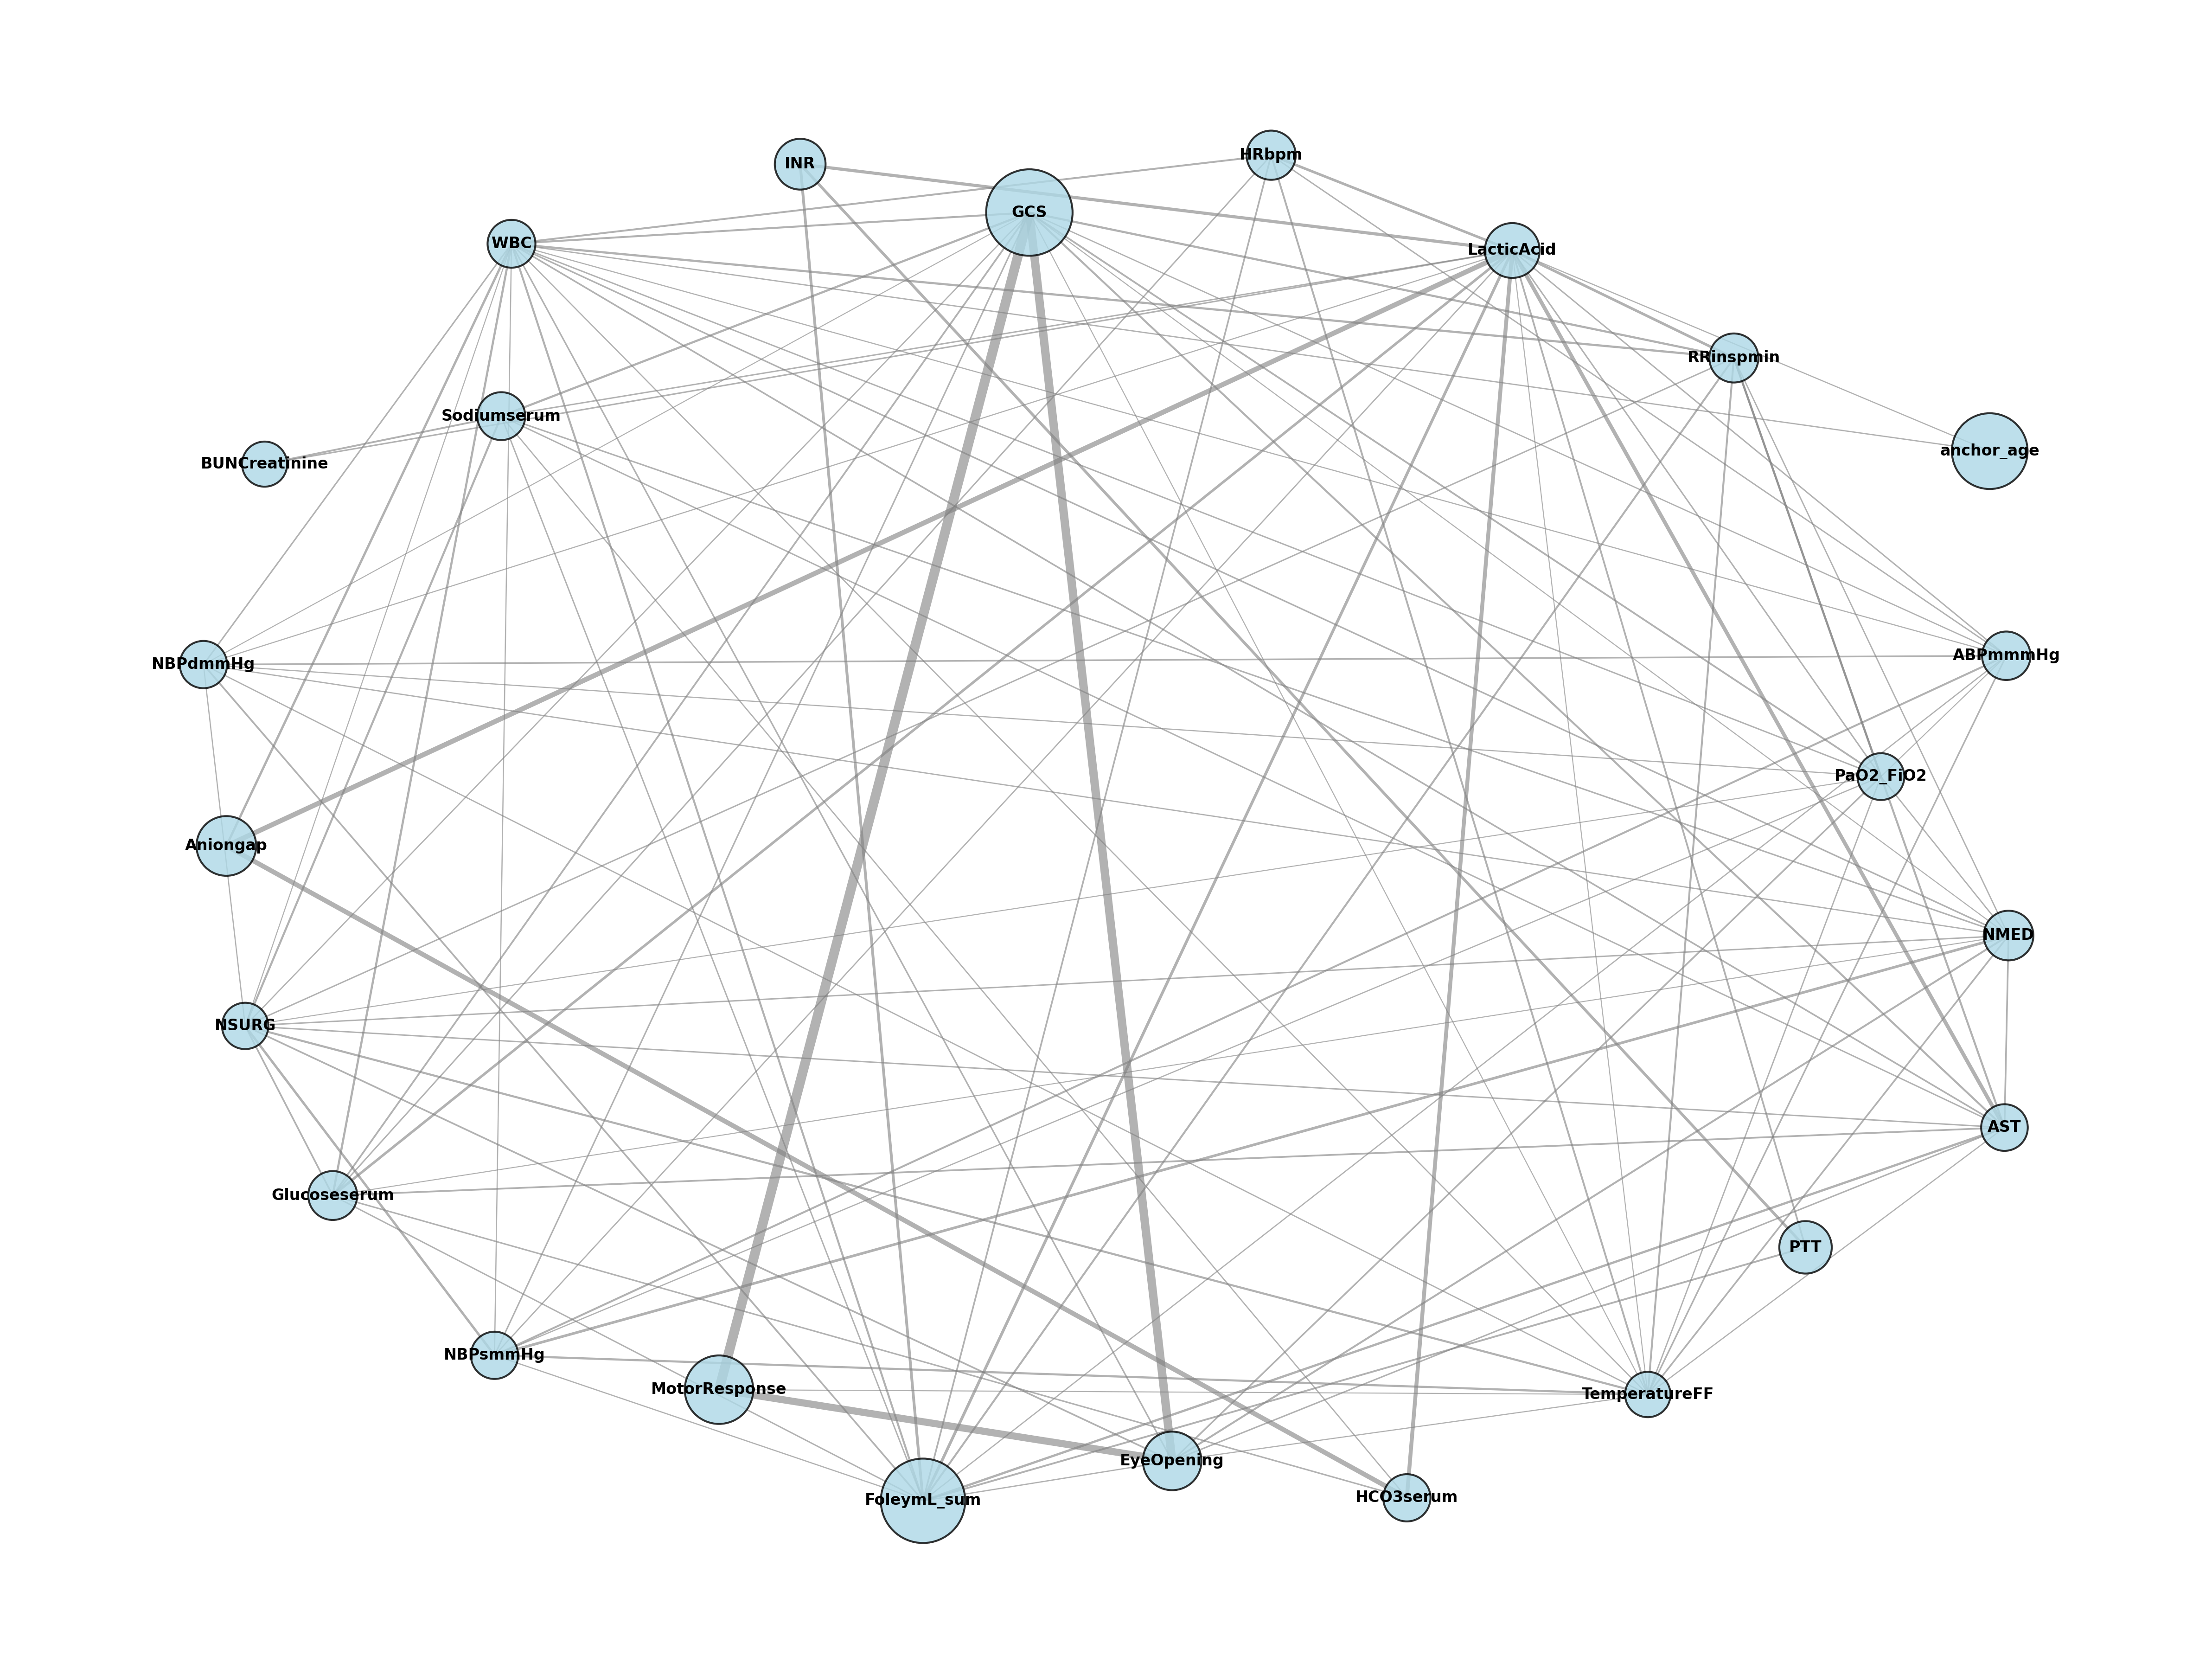 HRbpm
INR
GCS
WBC
LacticAcid
RRinspmin
Sodiumserum
anchor_age
BUNCreatinine
ABPmmmHg
NBPdmmHg
PaO2_FiO2
Aniongap
NMED
NSURG
AST
Glucoseserum
PTT
NBPsmmHg
MotorResponse
TemperatureFF
EyeOpening
HCO3serum
FoleymL_sum